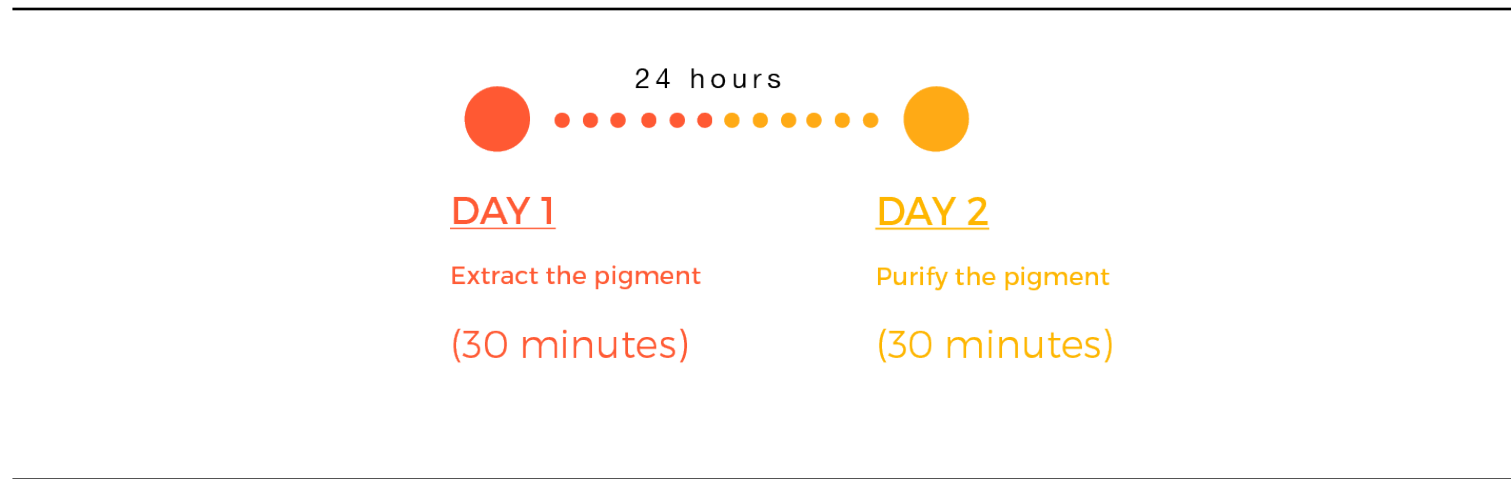 24 hours
DAY 1
Extract the pigment
(30 minutes)
DAY 2
Purify the pigment
(30 minutes)